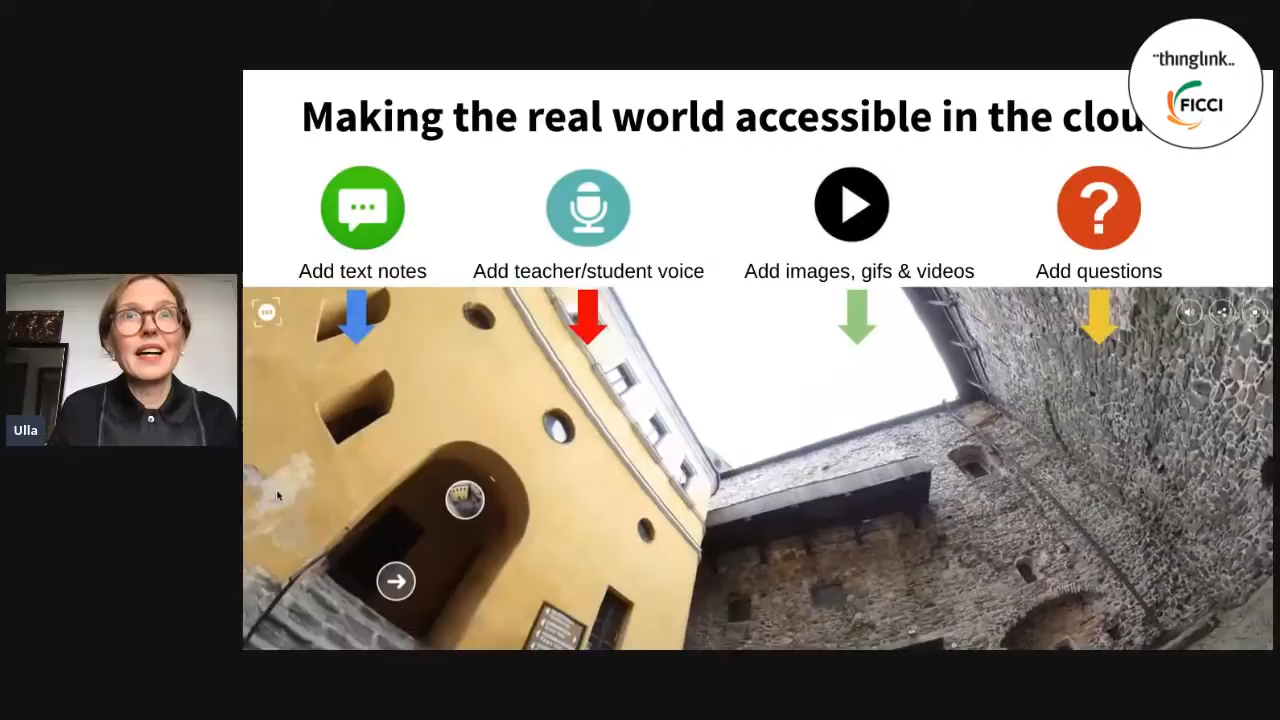 ¨thınglınk..
FICCI
Making the real world accessible in the clou
Add text notes
Add teacher/student voice
Add images, gifs & videos
Add questions
Ulla